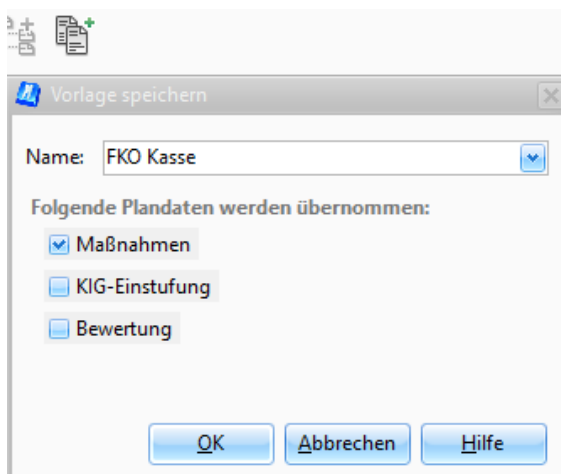 Vorlage speichern
Name: FKO Kasse
Folgende Plandaten werden übernommen:
Maßnahmen
KIG-Einstufung
Bewertung
OK Abbrechen Hilfe